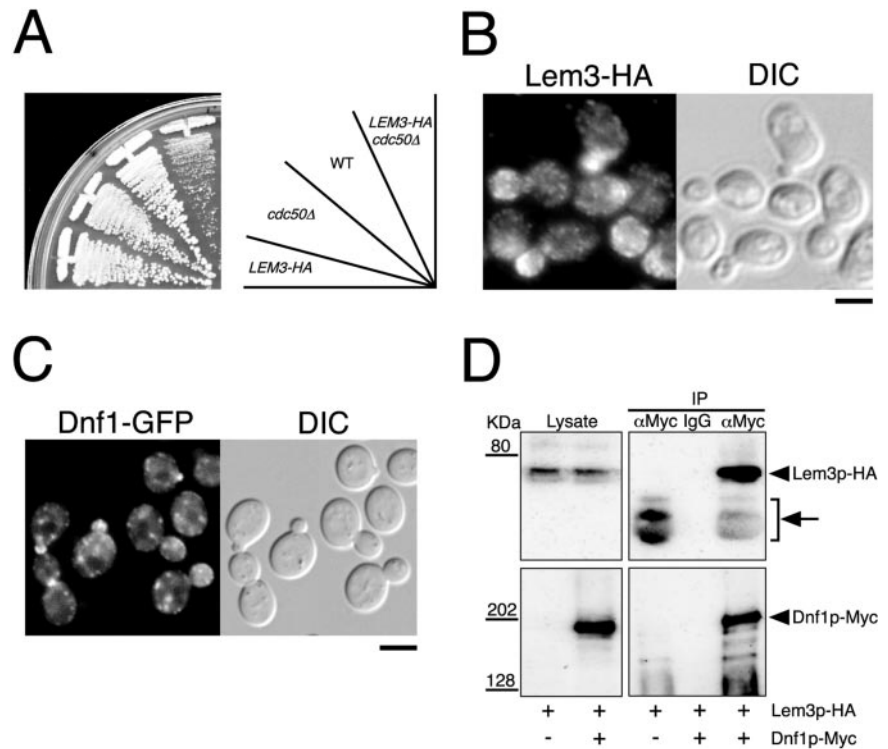 A
LEM3-HA
cdc50Δ
WT
cdc50Δ
LEM3-HA
B
Lem3-HA DIC
C
Dnf1-GFP DIC
D
IP
KDa Lysate αMyc IgG αMyc
80
Lem3p-HA
202
Dnf1p-Myc
128
+ + + + + Lem3p-HA
- + - + + Dnf1p-Myc